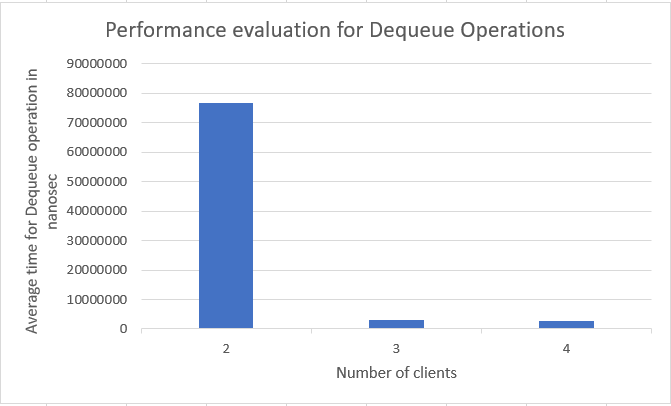 Performance evaluation for Dequeue Operations
Average time for Dequeue operation in
nanosec
90000000
80000000
70000000
60000000
50000000
40000000
30000000
20000000
10000000
0
2 3 4
Number of clients